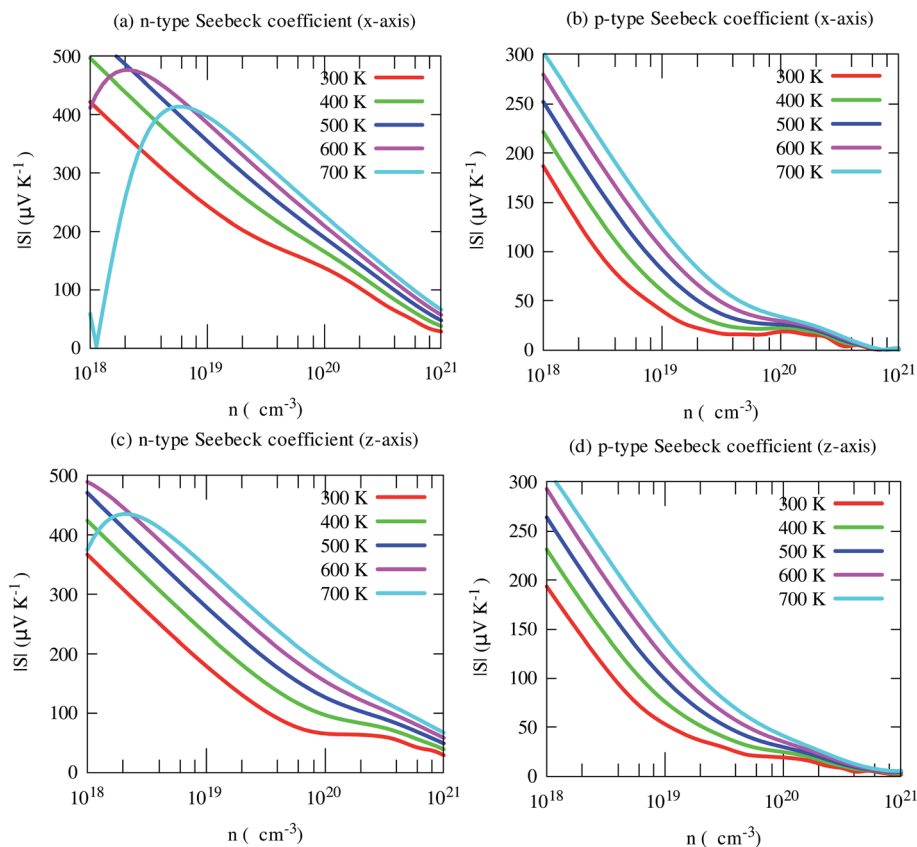 (a) n-type Seebeck coefficient (x-axis)
500
400
300
200
100
0
|S| (μV K⁻¹)
300 K
400 K
500 K
600 K
700 K
10¹⁸ 10¹⁹ 10²⁰ 10²¹
n ( cm⁻³)
(b) p-type Seebeck coefficient (x-axis)
300
250
200
150
100
50
0
|S| (μV K⁻¹)
300 K
400 K
500 K
600 K
700 K
10¹⁸ 10¹⁹ 10²⁰ 10²¹
n ( cm⁻³)
(c) n-type Seebeck coefficient (z-axis)
500
400
300
200
100
0
|S| (μV K⁻¹)
300 K
400 K
500 K
600 K
700 K
10¹⁸ 10¹⁹ 10²⁰ 10²¹
n ( cm⁻³)
(d) p-type Seebeck coefficient (z-axis)
300
250
200
150
100
50
0
|S| (μV K⁻¹)
300 K
400 K
500 K
600 K
700 K
10¹⁸ 10¹⁹ 10²⁰ 10²¹
n ( cm⁻³)